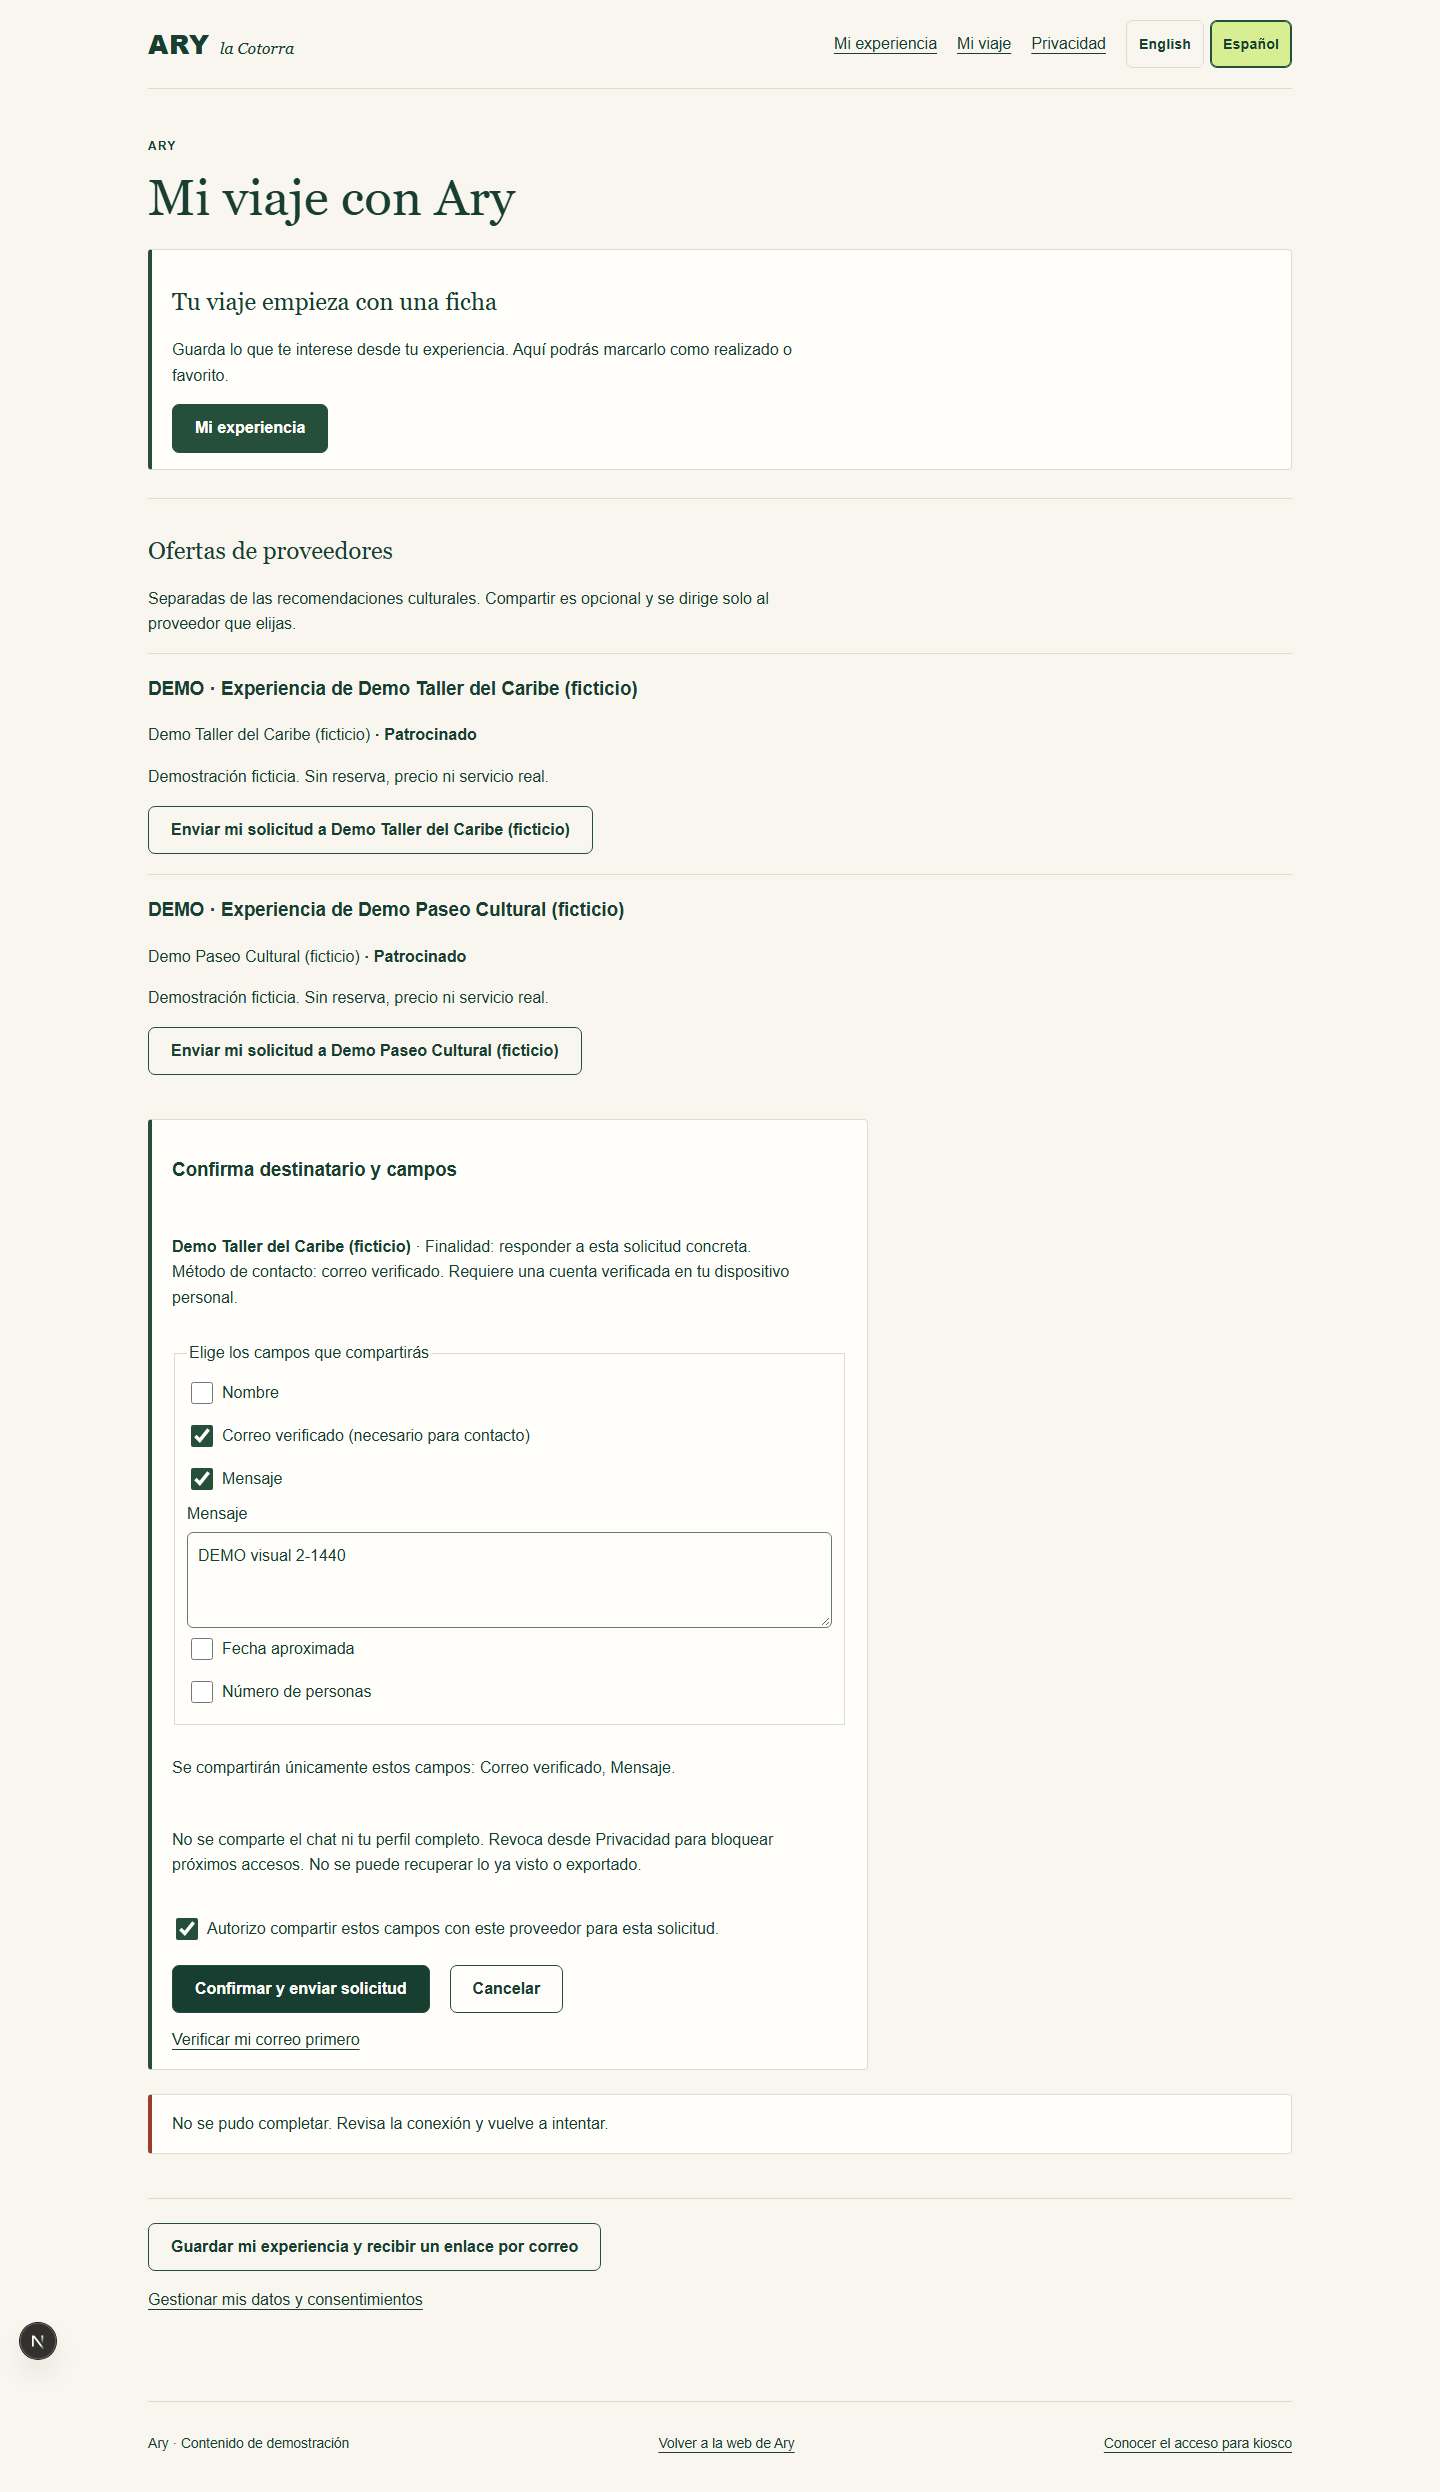 ARY la Cotorra
Mi experiencia Mi viaje Privacidad English Español
ARY
Mi viaje con Ary
Tu viaje empieza con una ficha
Guarda lo que te interese desde tu experiencia. Aquí podrás marcarlo como realizado o
favorito.
Mi experiencia
Ofertas de proveedores
Separadas de las recomendaciones culturales. Compartir es opcional y se dirige solo al
proveedor que elijas.
DEMO · Experiencia de Demo Taller del Caribe (ficticio)
Demo Taller del Caribe (ficticio) · Patrocinado
Demostración ficticia. Sin reserva, precio ni servicio real.
Enviar mi solicitud a Demo Taller del Caribe (ficticio)
DEMO · Experiencia de Demo Paseo Cultural (ficticio)
Demo Paseo Cultural (ficticio) · Patrocinado
Demostración ficticia. Sin reserva, precio ni servicio real.
Enviar mi solicitud a Demo Paseo Cultural (ficticio)
Confirma destinatario y campos
Demo Taller del Caribe (ficticio) · Finalidad: responder a esta solicitud concreta.
Método de contacto: correo verificado. Requiere una cuenta verificada en tu dispositivo
personal.
Elige los campos que compartirás
Nombre
Correo verificado (necesario para contacto)
Mensaje
Mensaje
DEMO visual 2-1440
Fecha aproximada
Número de personas
Se compartirán únicamente estos campos: Correo verificado, Mensaje.
No se comparte el chat ni tu perfil completo. Revoca desde Privacidad para bloquear
próximos accesos. No se puede recuperar lo ya visto o exportado.
Autorizo compartir estos campos con este proveedor para esta solicitud.
Confirmar y enviar solicitud Cancelar
Verificar mi correo primero
No se pudo completar. Revisa la conexión y vuelve a intentar.
Guardar mi experiencia y recibir un enlace por correo
Gestionar mis datos y consentimientos
N
Ary · Contenido de demostración Volver a la web de Ary Conocer el acceso para kiosco